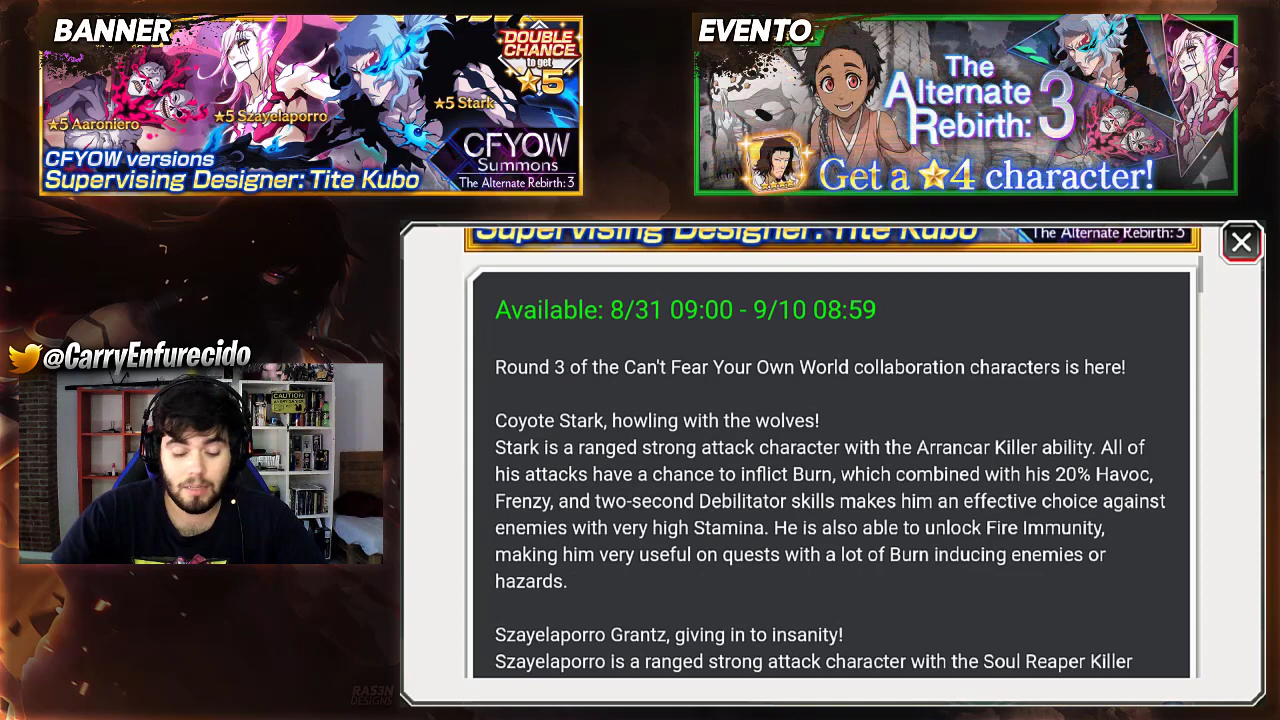 BANNER
DOUBLE
CHANCE
to get
★5
★5 Aaroniero
★5 Szayelaporro
★5 Stark
CFYOW
Summons
The Alternate Rebirth: 3
CFYOW versions
Supervising Designer: Tite Kubo
EVENTO
The
Alternate
Rebirth: 3
Get a ★4 character!
Supervising Designer: Tite Kubo
The Alternate Rebirth: 3
Available: 8/31 09:00 - 9/10 08:59
Round 3 of the Can't Fear Your Own World collaboration characters is here!
Coyote Stark, howling with the wolves!
Stark is a ranged strong attack character with the Arrancar Killer ability. All of
his attacks have a chance to inflict Burn, which combined with his 20% Havoc,
Frenzy, and two-second Debilitator skills makes him an effective choice against
enemies with very high Stamina. He is also able to unlock Fire Immunity,
making him very useful on quests with a lot of Burn inducing enemies or
hazards.
Szayelaporro Grantz, giving in to insanity!
Szayelaporro is a ranged strong attack character with the Soul Reaper Killer
@CarryEnfurecido
CAUTION
RAS3N
DESIGNS